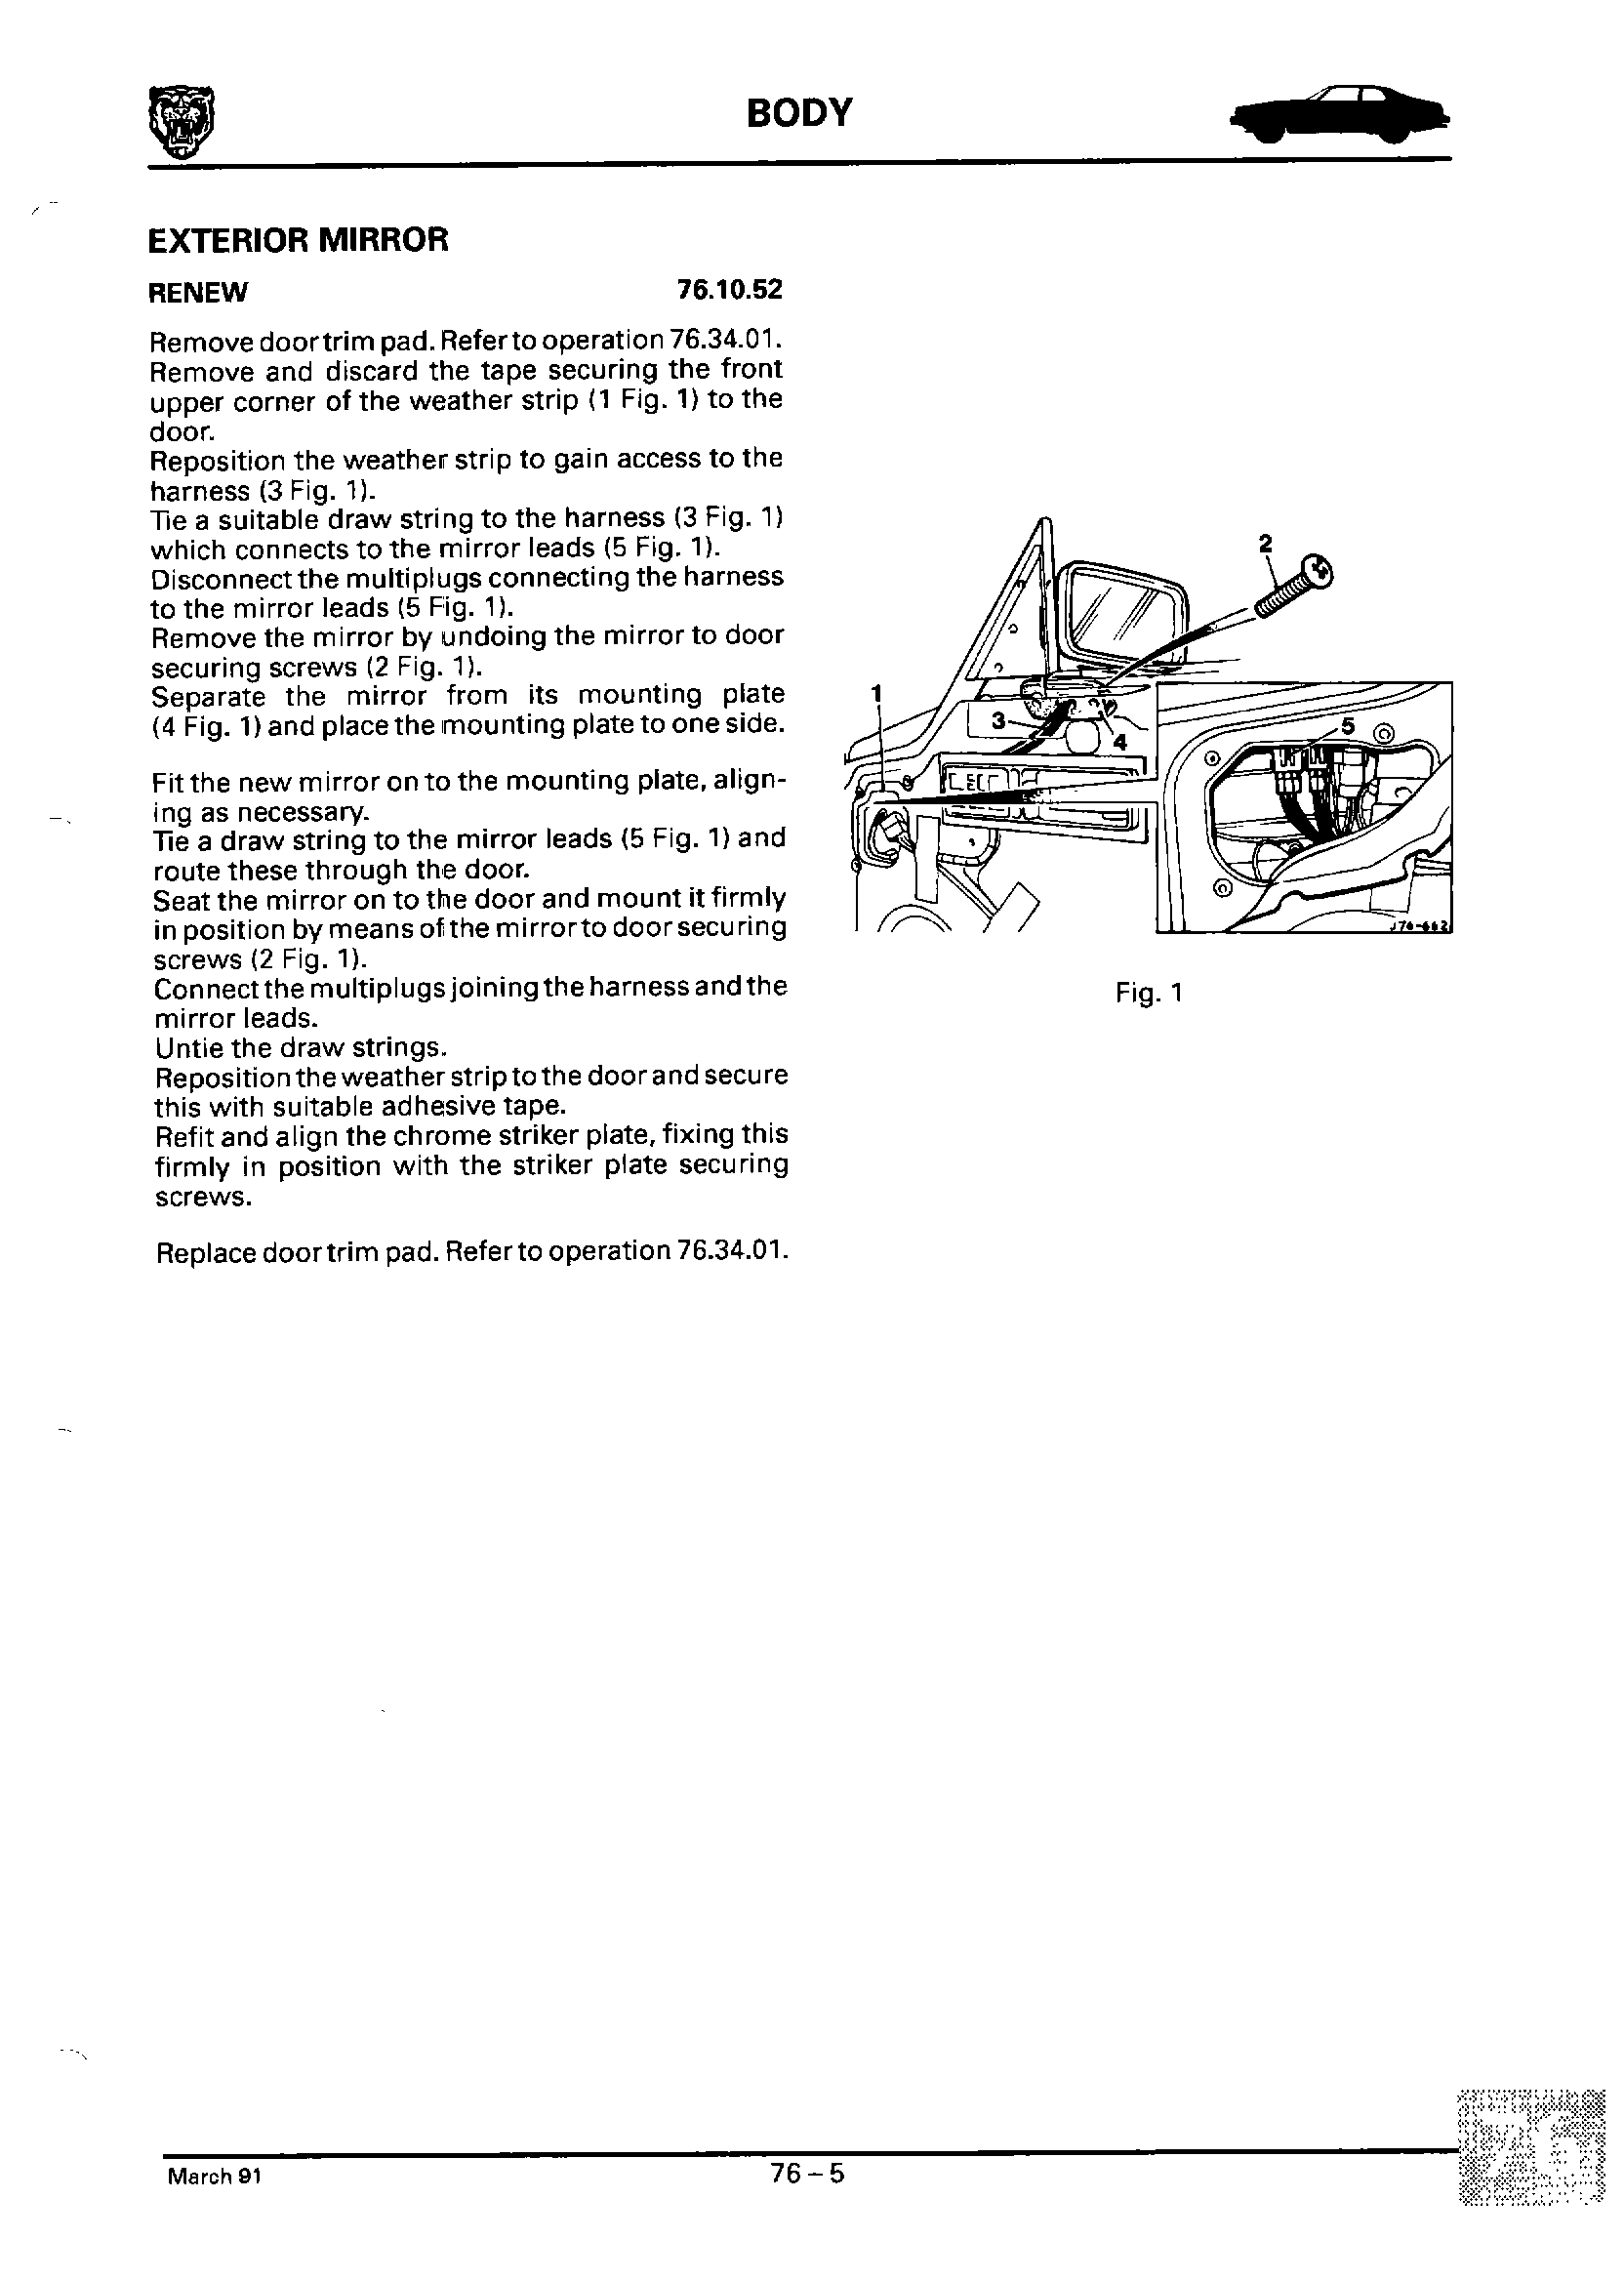 BODY
EXTERIOR MIRROR
RENEW 76.10.52
Remove door trim pad. Refer to operation 76.34.01.
Remove and discard the tape securing the front
upper corner of the weather strip (1 Fig. 1) to the
door.
Reposition the weather strip to gain access to the
harness (3 Fig. 1).
Tie a suitable draw string to the harness (3 Fig. 1)
which connects to the mirror leads (5 Fig. 1).
Disconnect the multiplugs connecting the harness
to the mirror leads (5 Fig. 1).
Remove the mirror by undoing the mirror to door
securing screws (2 Fig. 1).
Separate the mirror from its mounting plate
(4 Fig. 1) and place the mounting plate to one side.
Fit the new mirror on to the mounting plate, align-
ing as necessary.
Tie a draw string to the mirror leads (5 Fig. 1) and
route these through the door.
Seat the mirror on to the door and mount it firmly
in position by means of the mirror to door securing
screws (2 Fig. 1).
Connect the multiplugs joining the harness and the
mirror leads.
Untie the draw strings.
Reposition the weather strip to the door and secure
this with suitable adhesive tape.
Refit and align the chrome striker plate, fixing this
firmly in position with the striker plate securing
screws.
Replace door trim pad. Refer to operation 76.34.01.
2
1
3
4
5
J76-662
Fig. 1
76
March 91
76 – 5